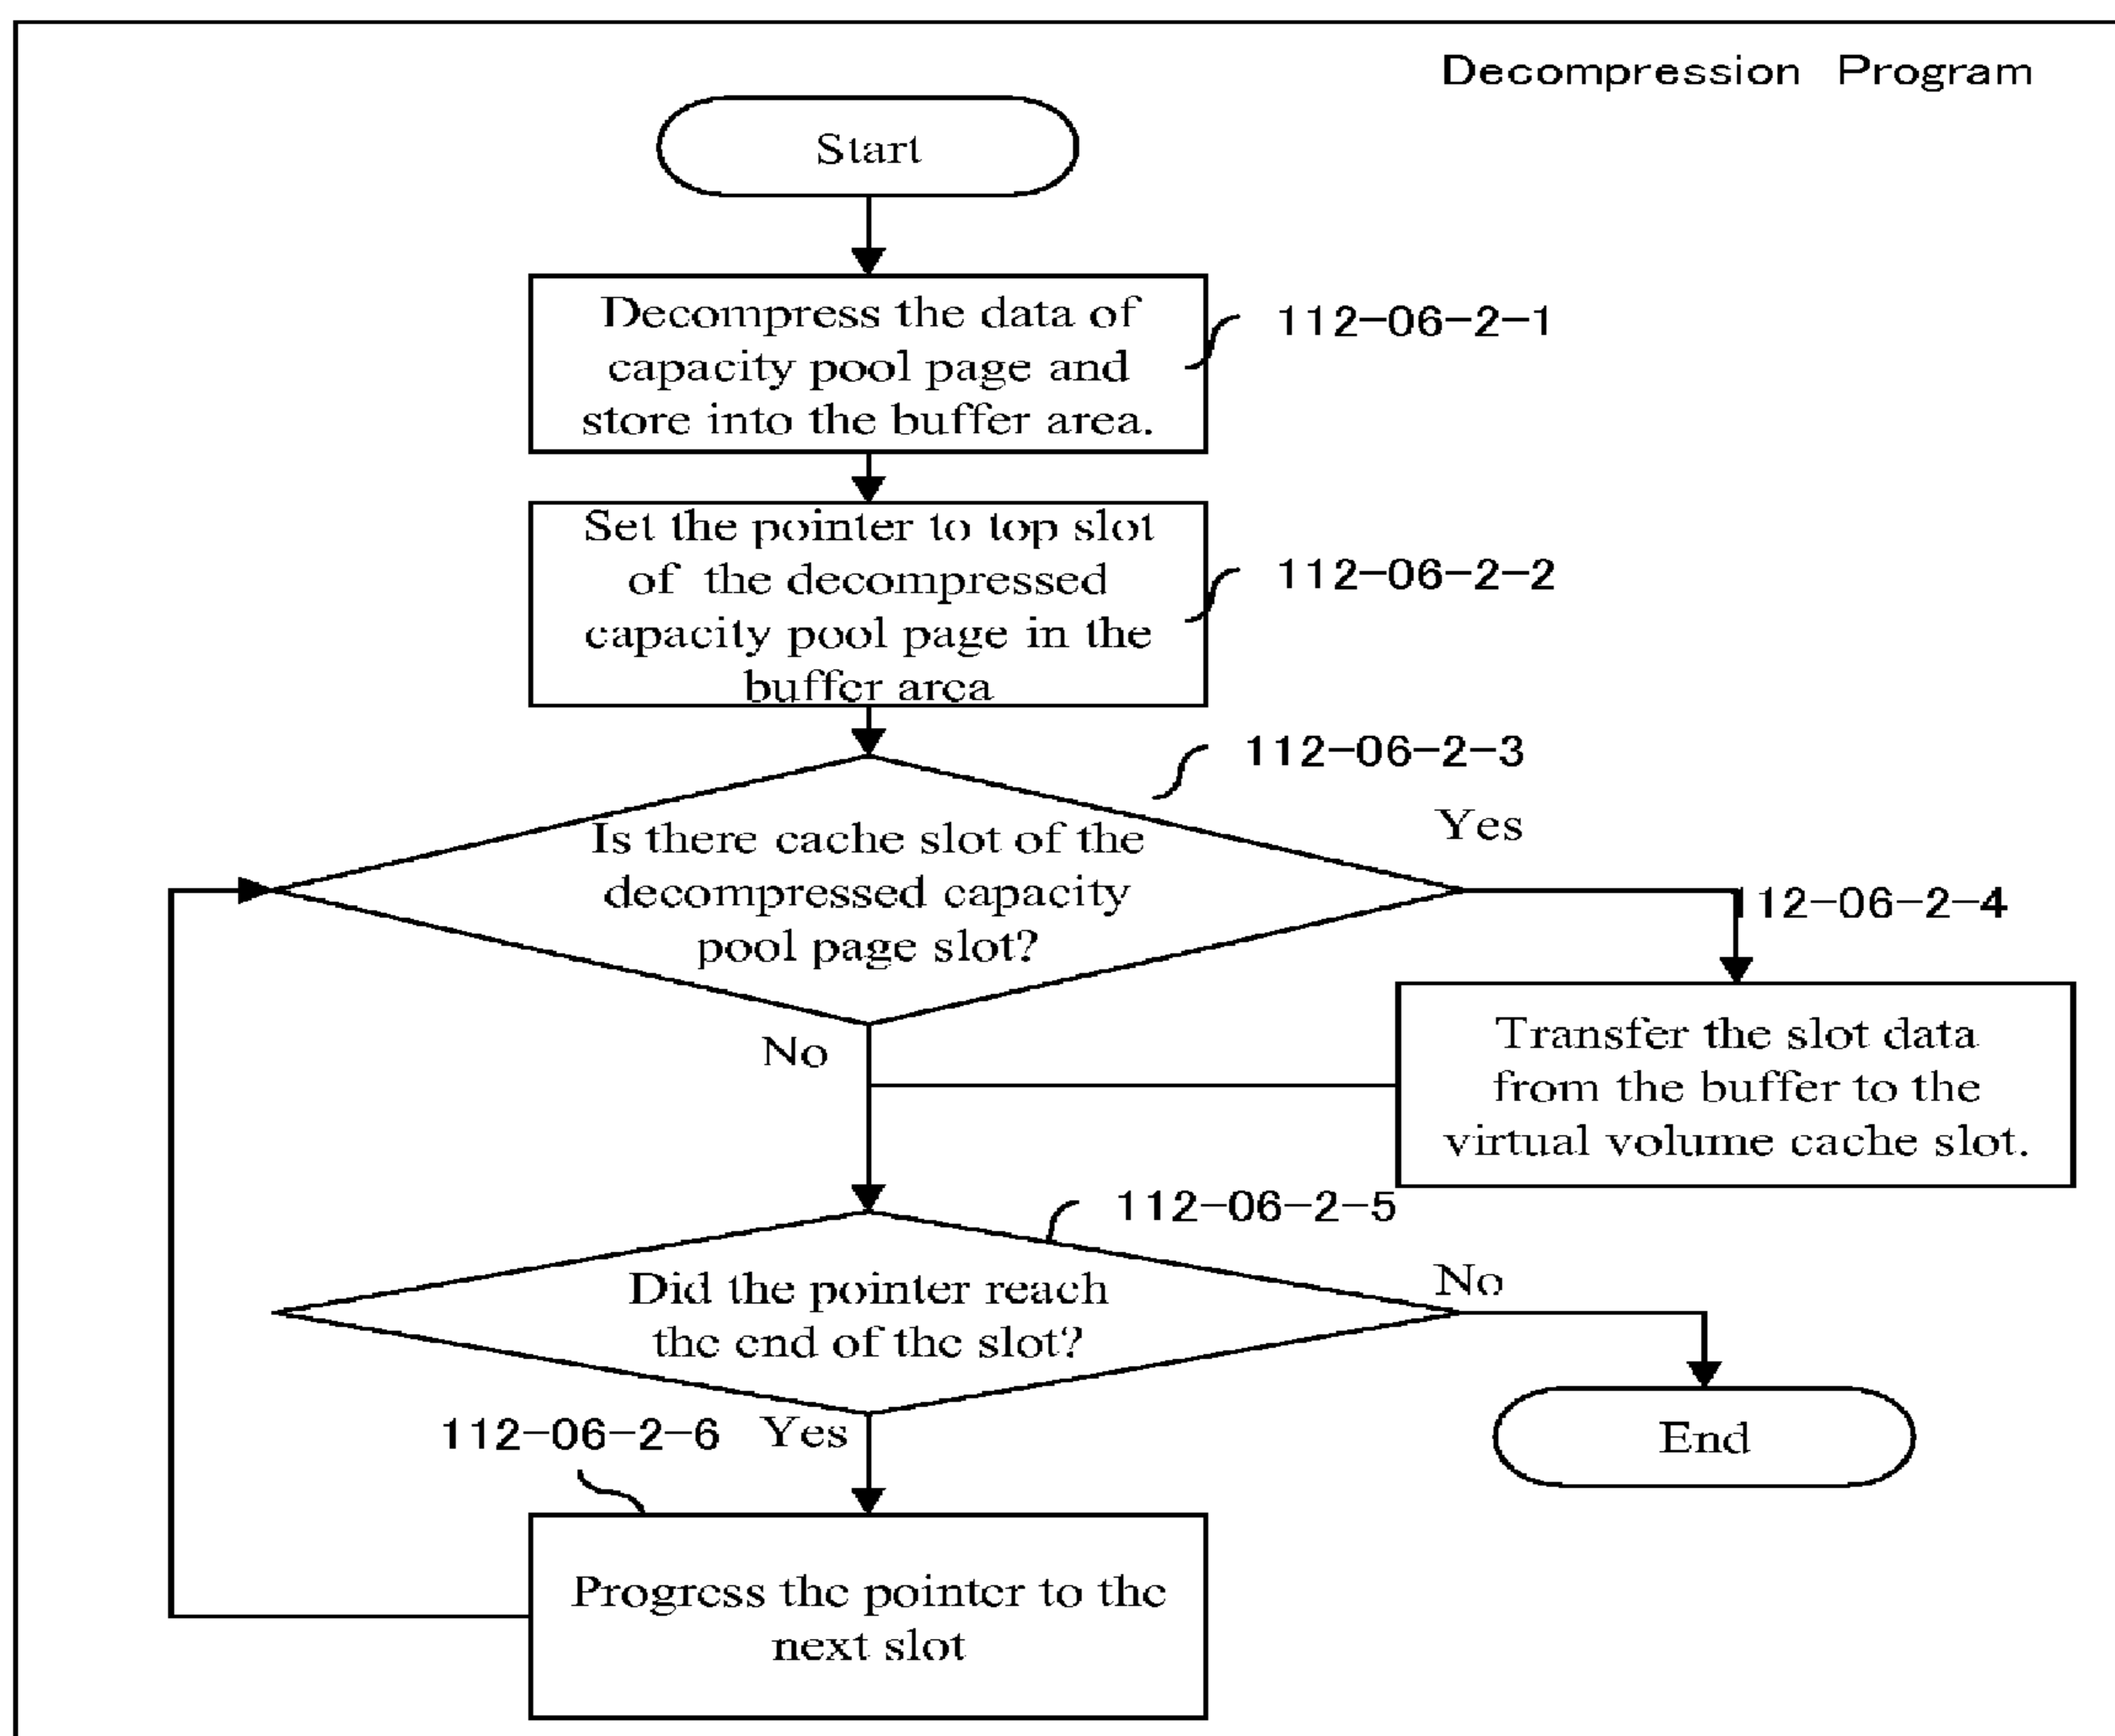 Decompression Program
Start
Decompress the data of
capacity pool page and
store into the buffer area.
112-06-2-1
Set the pointer to top slot
of the decompressed
capacity pool page in the
buffer area
112-06-2-2
112-06-2-3
Is there cache slot of the
decompressed capacity
pool page slot?
Yes
112-06-2-4
Transfer the slot data
from the buffer to the
virtual volume cache slot.
No
112-06-2-5
Did the pointer reach
the end of the slot?
No
End
Yes
112-06-2-6
Progress the pointer to the
next slot